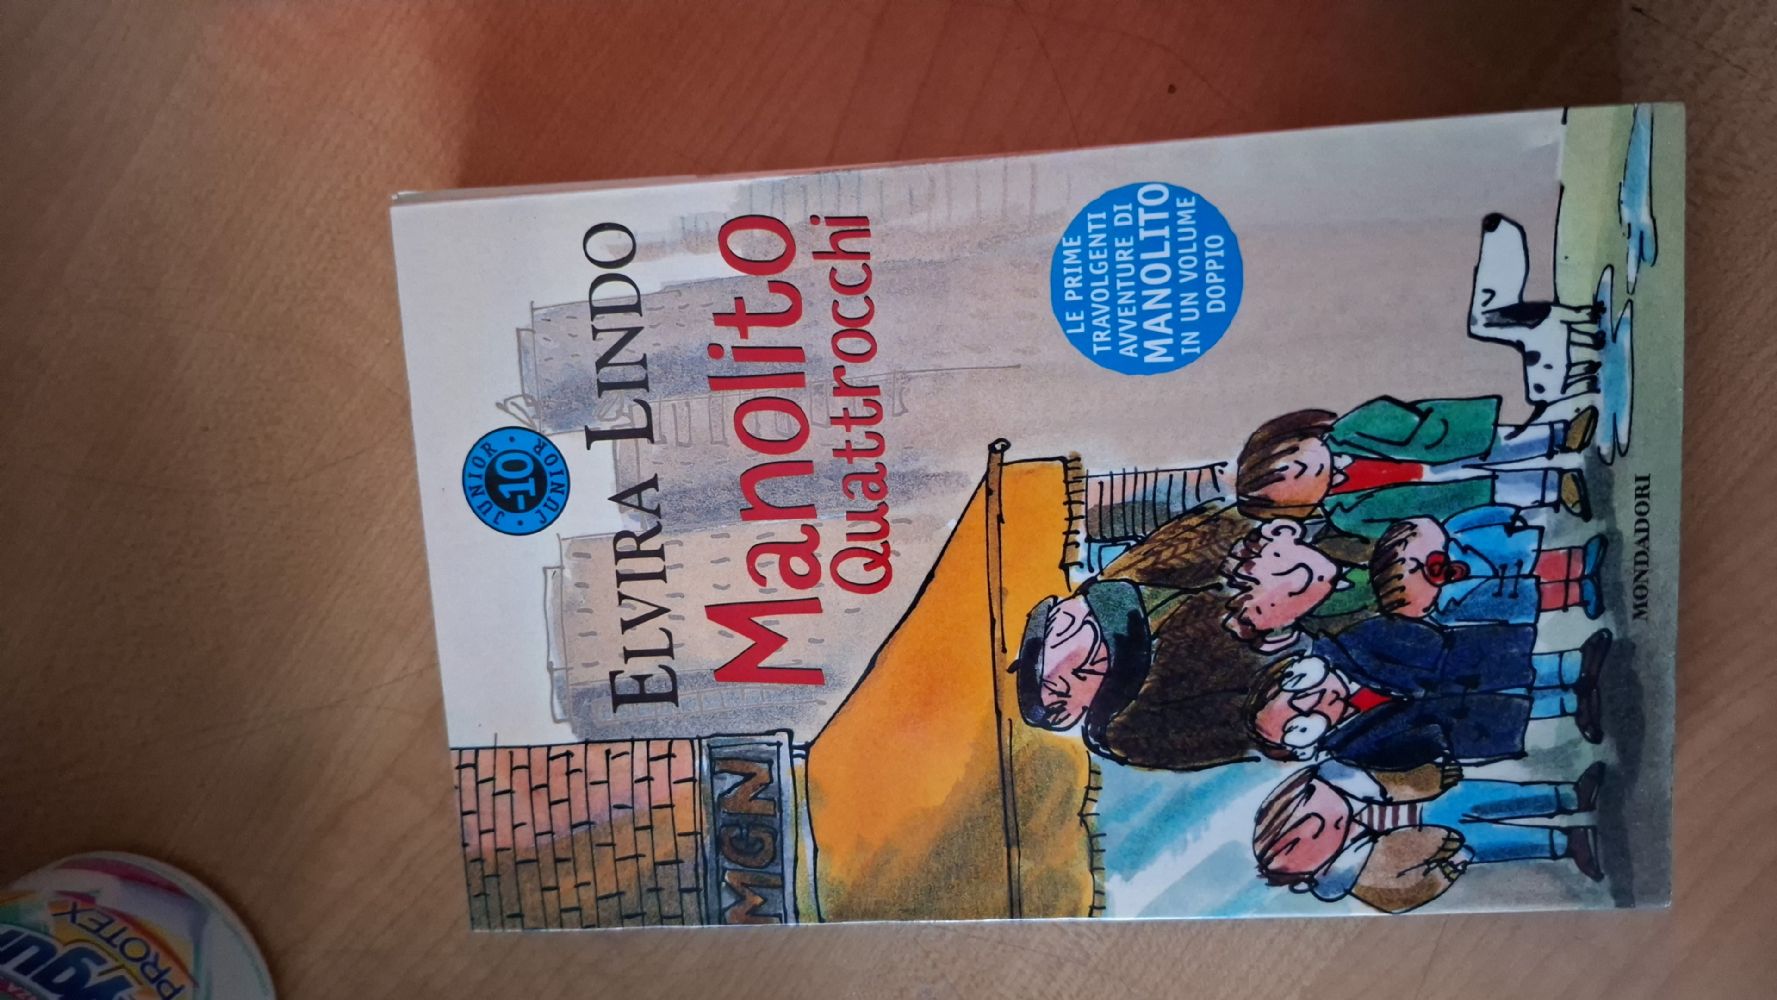 JUNIOR
-10
JUNIOR
ELVIRA LINDO
Manolito
Quattrocchi
LE PRIME
TRAVOLGENTI
AVVENTURE DI
MANOLITO
IN UN VOLUME
DOPPIO
MGN
MONDADORI
PROTEX